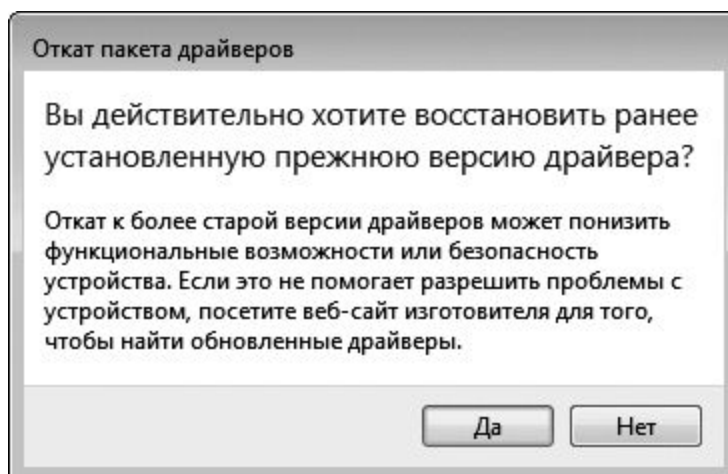 Откат пакета драйверов
Вы действительно хотите восстановить ранее
установленную прежнюю версию драйвера?
Откат к более старой версии драйверов может понизить
функциональные возможности или безопасность
устройства. Если это не помогает разрешить проблемы с
устройством, посетите веб-сайт изготовителя для того,
чтобы найти обновленные драйверы.
Да Нет